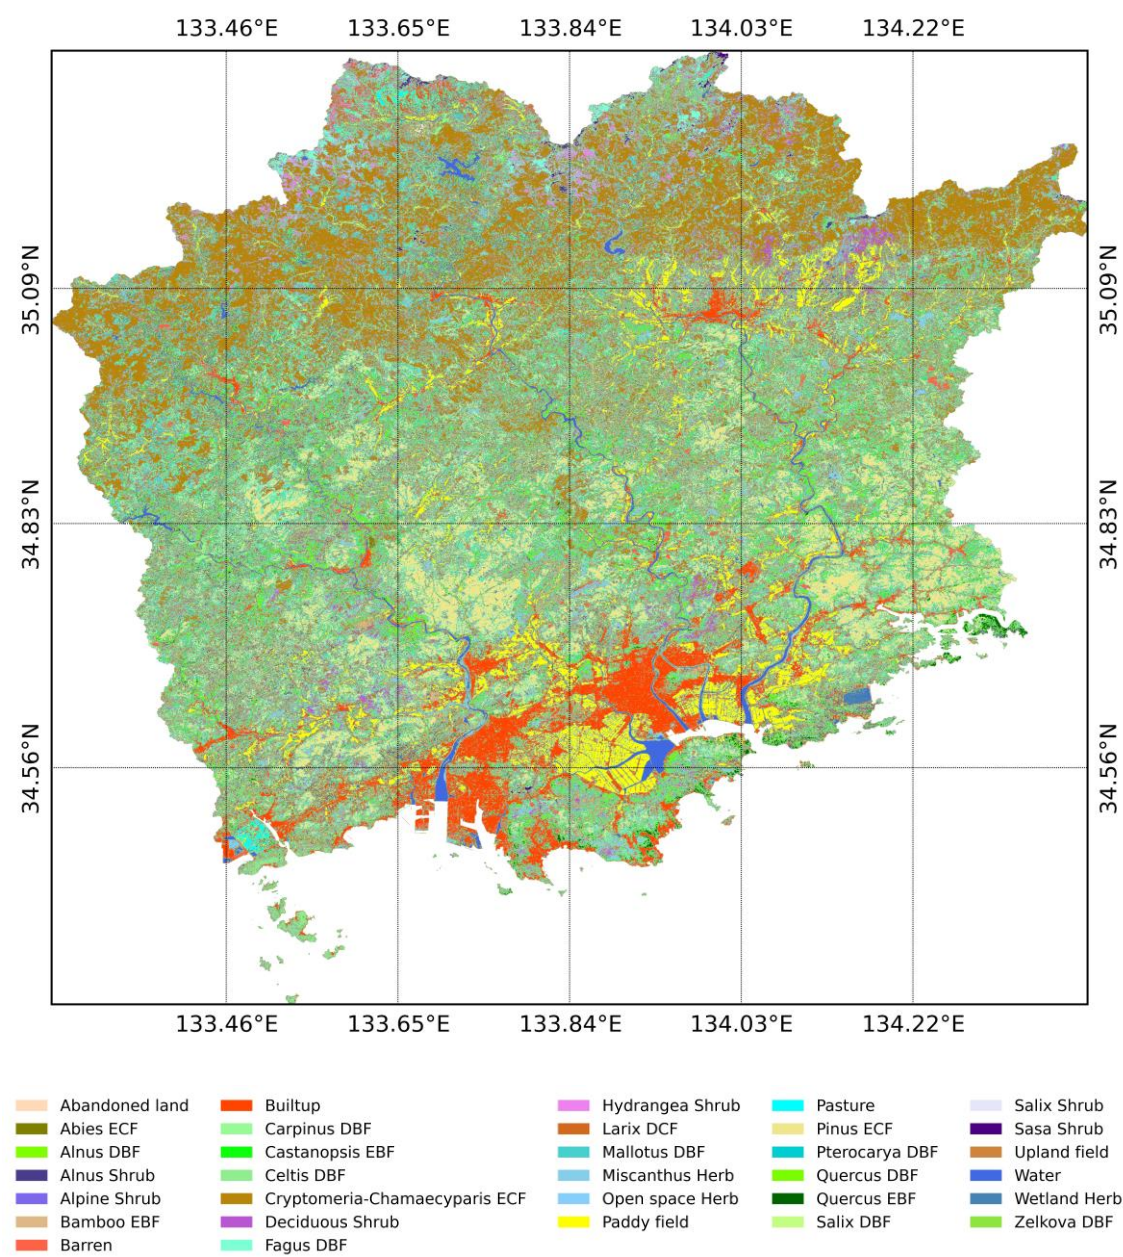 133.46°E 133.65°E 133.84°E 134.03°E 134.22°E
35.09°N 35.09°N
34.83°N 34.83°N
34.56°N 34.56°N
133.46°E 133.65°E 133.84°E 134.03°E 134.22°E
Abandoned land
Abies ECF
Alnus DBF
Alnus Shrub
Alpine Shrub
Bamboo EBF
Barren
Builtup
Carpinus DBF
Castanopsis EBF
Celtis DBF
Cryptomeria-Chamaecyparis ECF
Deciduous Shrub
Fagus DBF
Hydrangea Shrub
Larix DCF
Mallotus DBF
Miscanthus Herb
Open space Herb
Paddy field
Pasture
Pinus ECF
Pterocarya DBF
Quercus DBF
Quercus EBF
Salix DBF
Salix Shrub
Sasa Shrub
Upland field
Water
Wetland Herb
Zelkova DBF